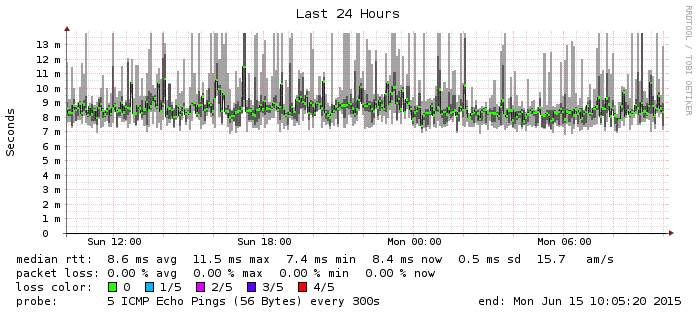 Last 24 Hours
RRDTOOL / TOBI OETIKER
Seconds
13 m
12 m
11 m
10 m
9 m
8 m
7 m
6 m
5 m
4 m
3 m
2 m
1 m
0
Sun 12:00 Sun 18:00 Mon 00:00 Mon 06:00
median rtt: 8.6 ms avg 11.5 ms max 7.4 ms min 8.4 ms now 0.5 ms sd 15.7 am/s
packet loss: 0.00 % avg 0.00 % max 0.00 % min 0.00 % now
loss color: 0 1/5 2/5 3/5 4/5
probe: 5 ICMP Echo Pings (56 Bytes) every 300s end: Mon Jun 15 10:05:20 2015